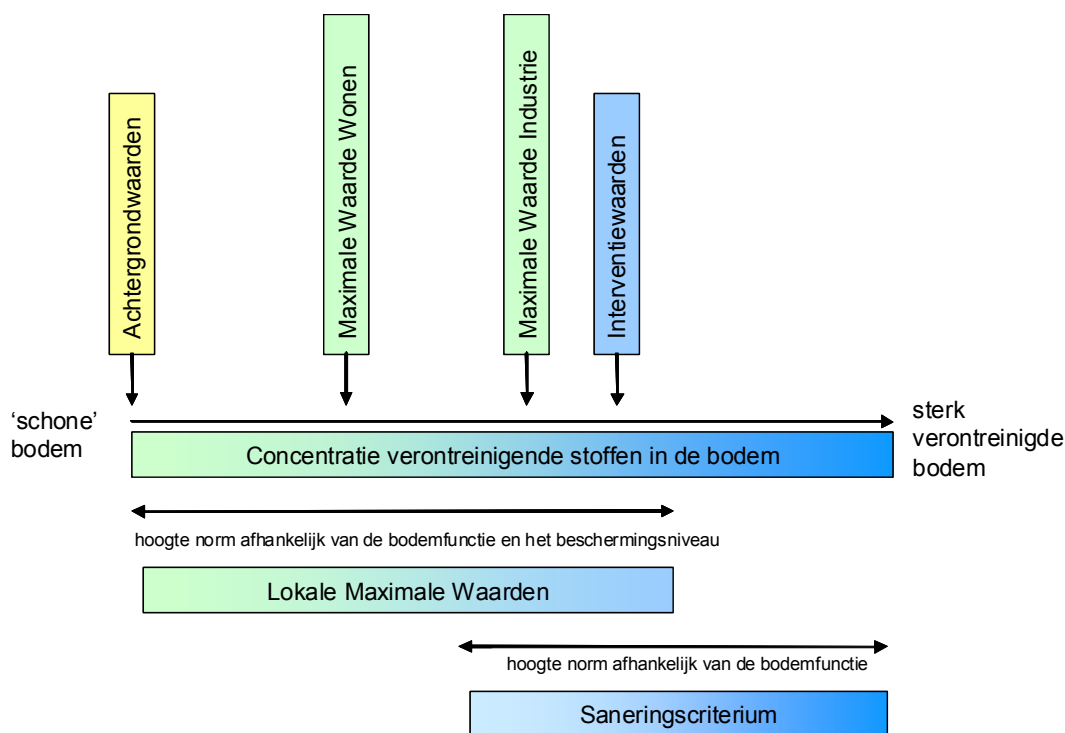 Achtergrondwaarden
Maximale Waarde Wonen
Maximale Waarde Industrie
Interventiewaarden
‘schone’
bodem
sterk
verontreinigde
bodem
Concentratie verontreinigende stoffen in de bodem
hoogte norm afhankelijk van de bodemfunctie en het beschermingsniveau
Lokale Maximale Waarden
hoogte norm afhankelijk van de bodemfunctie
Saneringscriterium